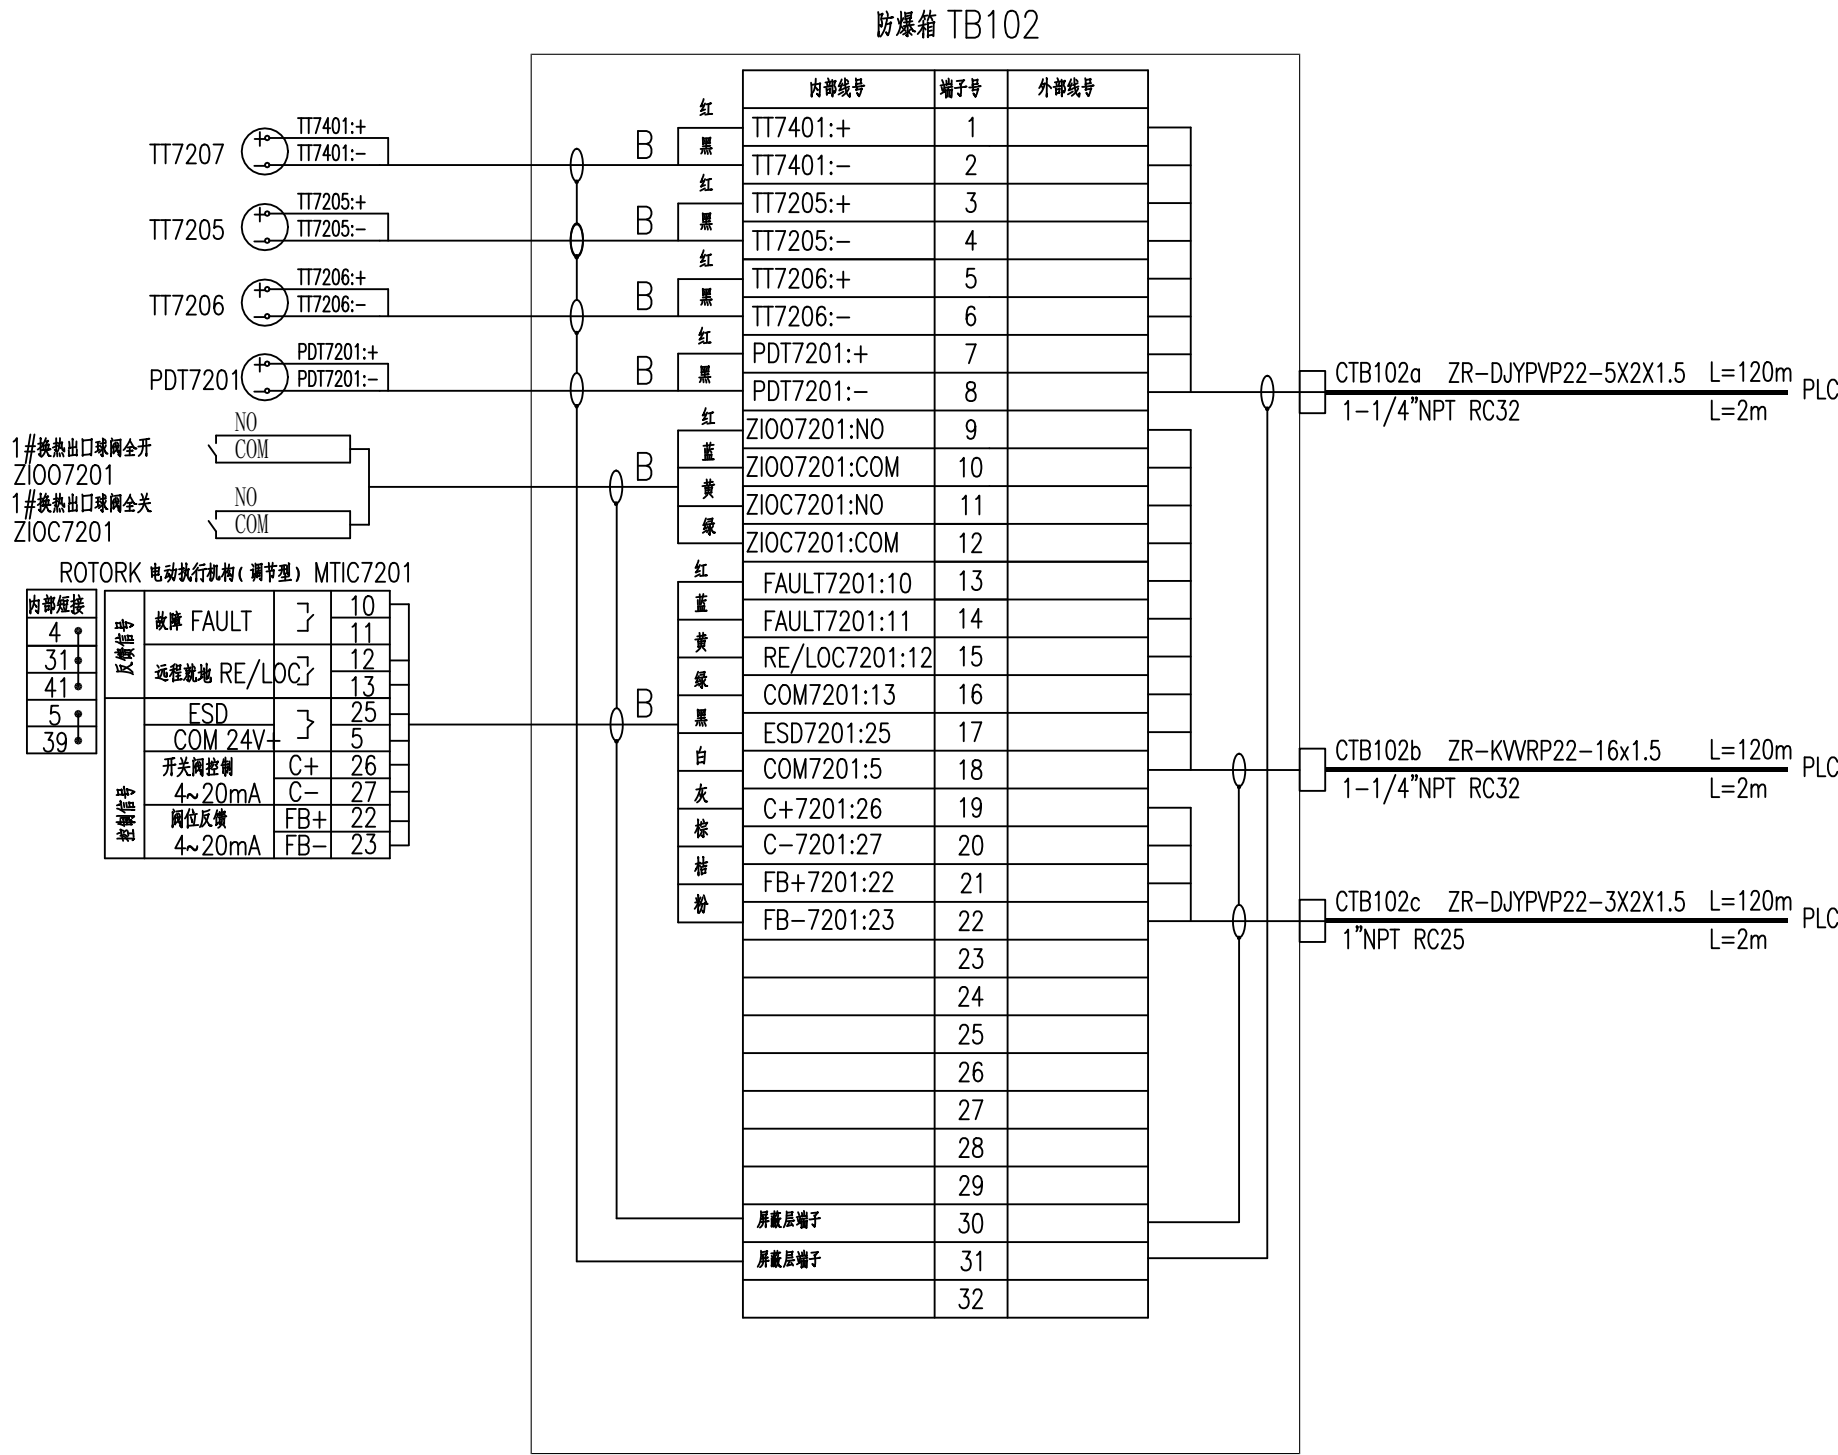 防爆箱 TB102
内部线号 端子号 外部线号
红
TT7401:+ 1
黑
TT7401:- 2
红
TT7205:+ 3
黑
TT7205:- 4
红
TT7206:+ 5
黑
TT7206:- 6
红
PDT7201:+ 7
黑
PDT7201:- 8
红
ZIOO7201:NO 9
蓝
ZIOO7201:COM 10
黄
ZIOC7201:NO 11
绿
ZIOC7201:COM 12
红
FAULT7201:10 13
蓝
FAULT7201:11 14
黄
RE/LOC7201:12 15
绿
COM7201:13 16
黑
ESD7201:25 17
白
COM7201:5 18
灰
C+7201:26 19
棕
C-7201:27 20
桔
FB+7201:22 21
粉
FB-7201:23 22
23
24
25
26
27
28
29
屏蔽层端子 30
屏蔽层端子 31
32
TT7207
TT7401:+
TT7401:-
B
TT7205
TT7205:+
TT7205:-
B
TT7206
TT7206:+
TT7206:-
B
PDT7201
PDT7201:+
PDT7201:-
B
1#换热出口球阀全开
ZIOO7201
NO
COM
1#换热出口球阀全关
ZIOC7201
NO
COM
B
ROTORK 电动执行机构(调节型) MTIC7201
内部短接
4
31
41
5
39
反馈信号
故障 FAULT
10
11
远程就地 RE/LOC
12
13
控制信号
ESD 25
COM 24V+ 5
开关阀控制
4~20mA
C+ 26
C- 27
阀位反馈
4~20mA
FB+ 22
FB- 23
B
CTB102a ZR-DJYPVP22-5X2X1.5 L=120m
PLC
1-1/4"NPT RC32 L=2m
CTB102b ZR-KVVRP22-16x1.5 L=120m
PLC
1-1/4"NPT RC32 L=2m
CTB102c ZR-DJYPVP22-3X2X1.5 L=120m
PLC
1"NPT RC25 L=2m